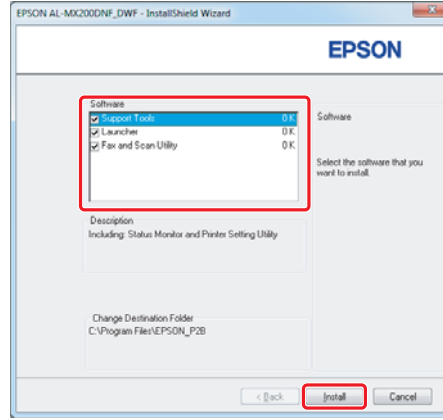 EPSON AL-MX200DNF_DWF - InstallShield Wizard
EPSON
Software
Support Tools 0 K
Launcher 0 K
Fax and Scan Utility 0 K
Software
Select the software that you
want to install.
Description
Including: Status Monitor and Printer Setting Utility
Change Destination Folder
C:\Program Files\EPSON_P2B
< Back
Install
Cancel